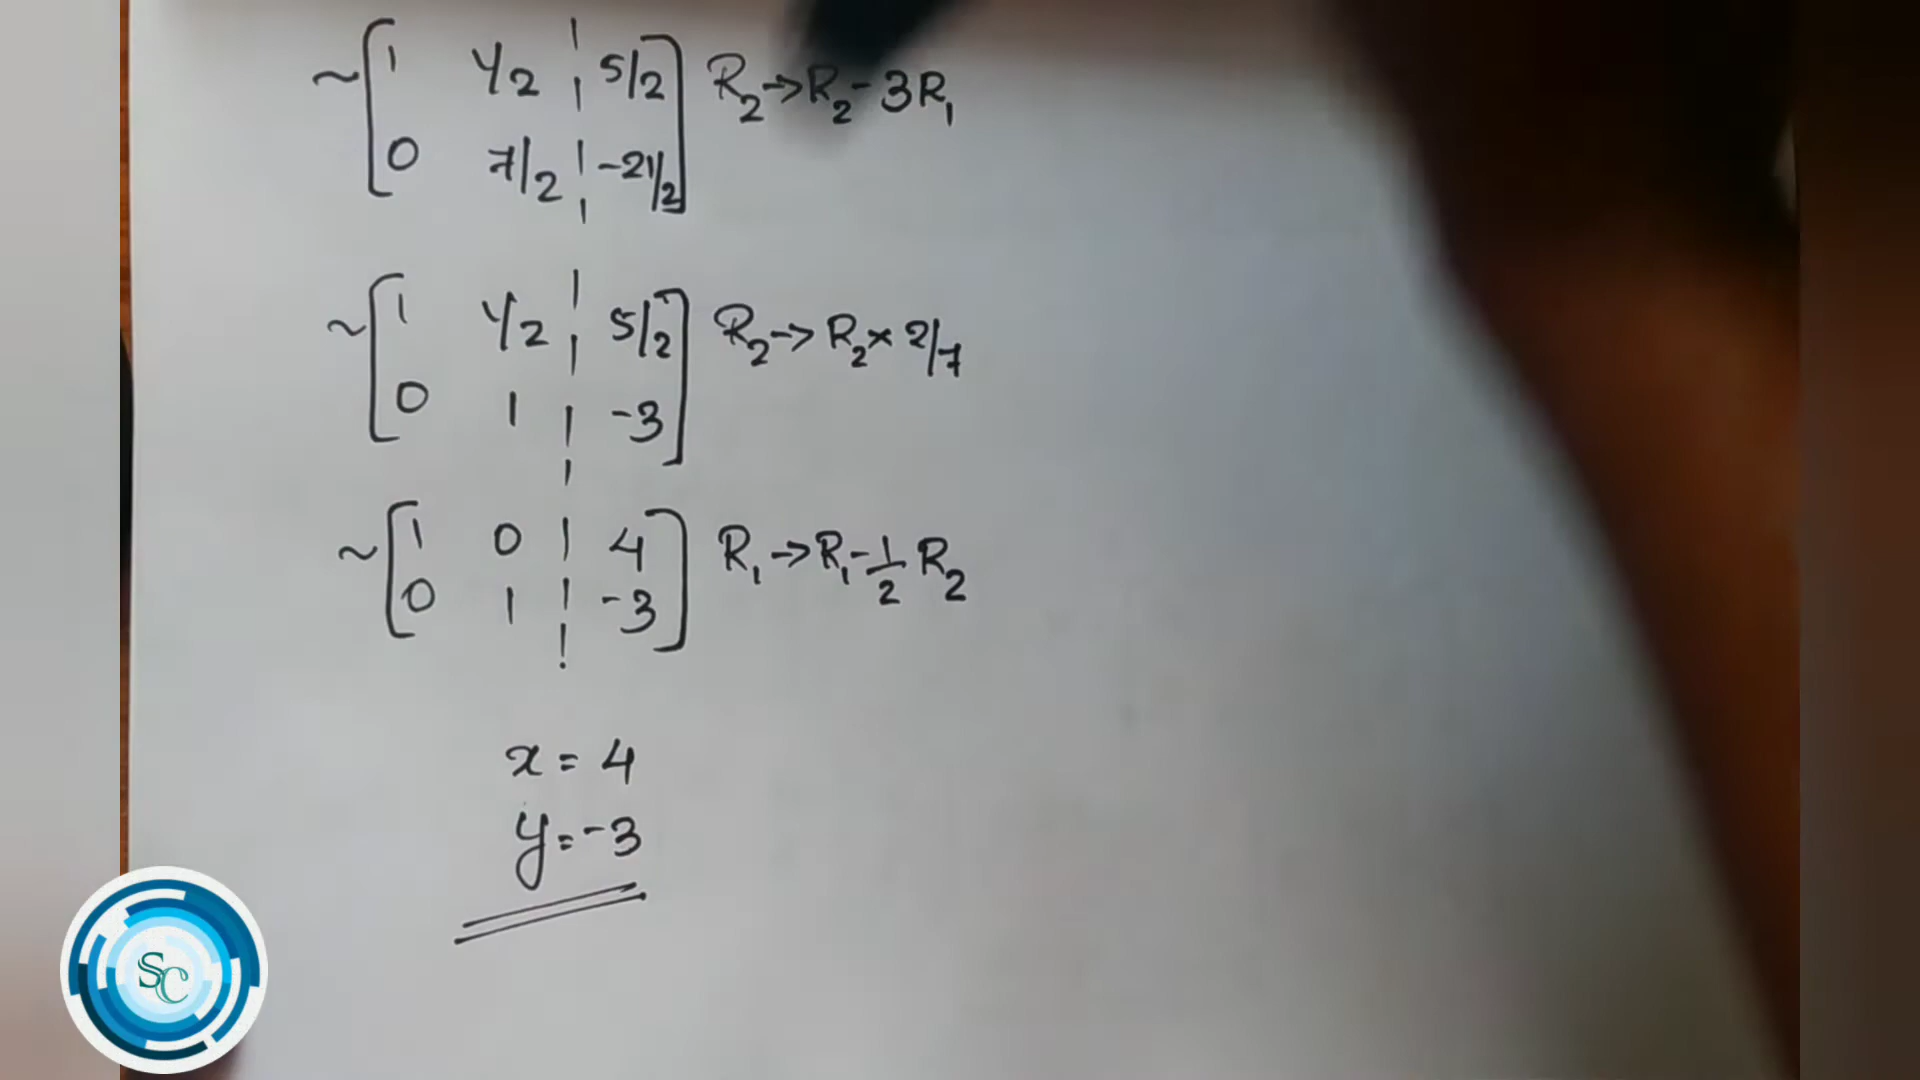 ~[1 1/2 ¦ 5/2] R₂→R₂-3R₁
0 7/2 ¦ -21/2
~[1 1/2 ¦ 5/2] R₂→R₂×2/7
0 1 ¦ -3
~[1 0 ¦ 4] R₁→R₁-1/2 R₂
0 1 ¦ -3
x = 4
y = -3
SC